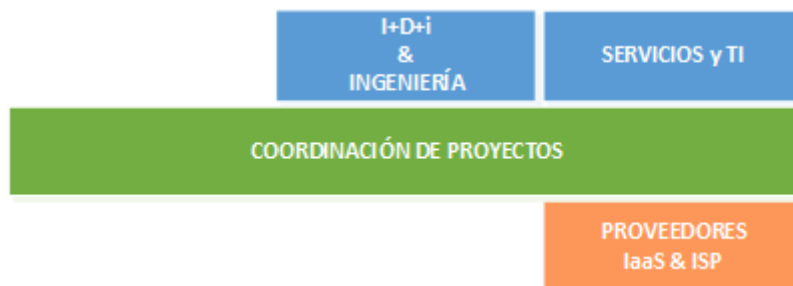 I+D+i
&
INGENIERÍA
SERVICIOS y TI
COORDINACIÓN DE PROYECTOS
PROVEEDORES
IaaS & ISP